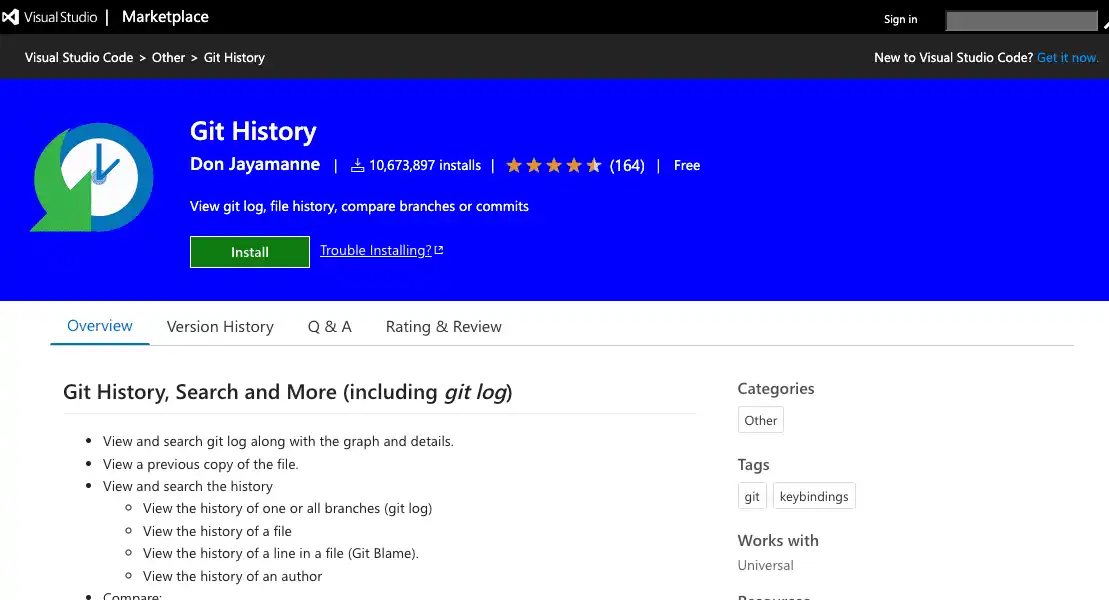 Visual Studio | Marketplace
Sign in
Visual Studio Code > Other > Git History
New to Visual Studio Code? Get it now.
Git History
Don Jayamanne | 10,673,897 installs | (164) | Free
View git log, file history, compare branches or commits
Install
Trouble Installing?
Overview
Version History
Q & A
Rating & Review
Git History, Search and More (including git log)
• View and search git log along with the graph and details.
• View a previous copy of the file.
• View and search the history
○ View the history of one or all branches (git log)
○ View the history of a file
○ View the history of a line in a file (Git Blame).
○ View the history of an author
• Compare:
Categories
Other
Tags
git
keybindings
Works with
Universal
Resources